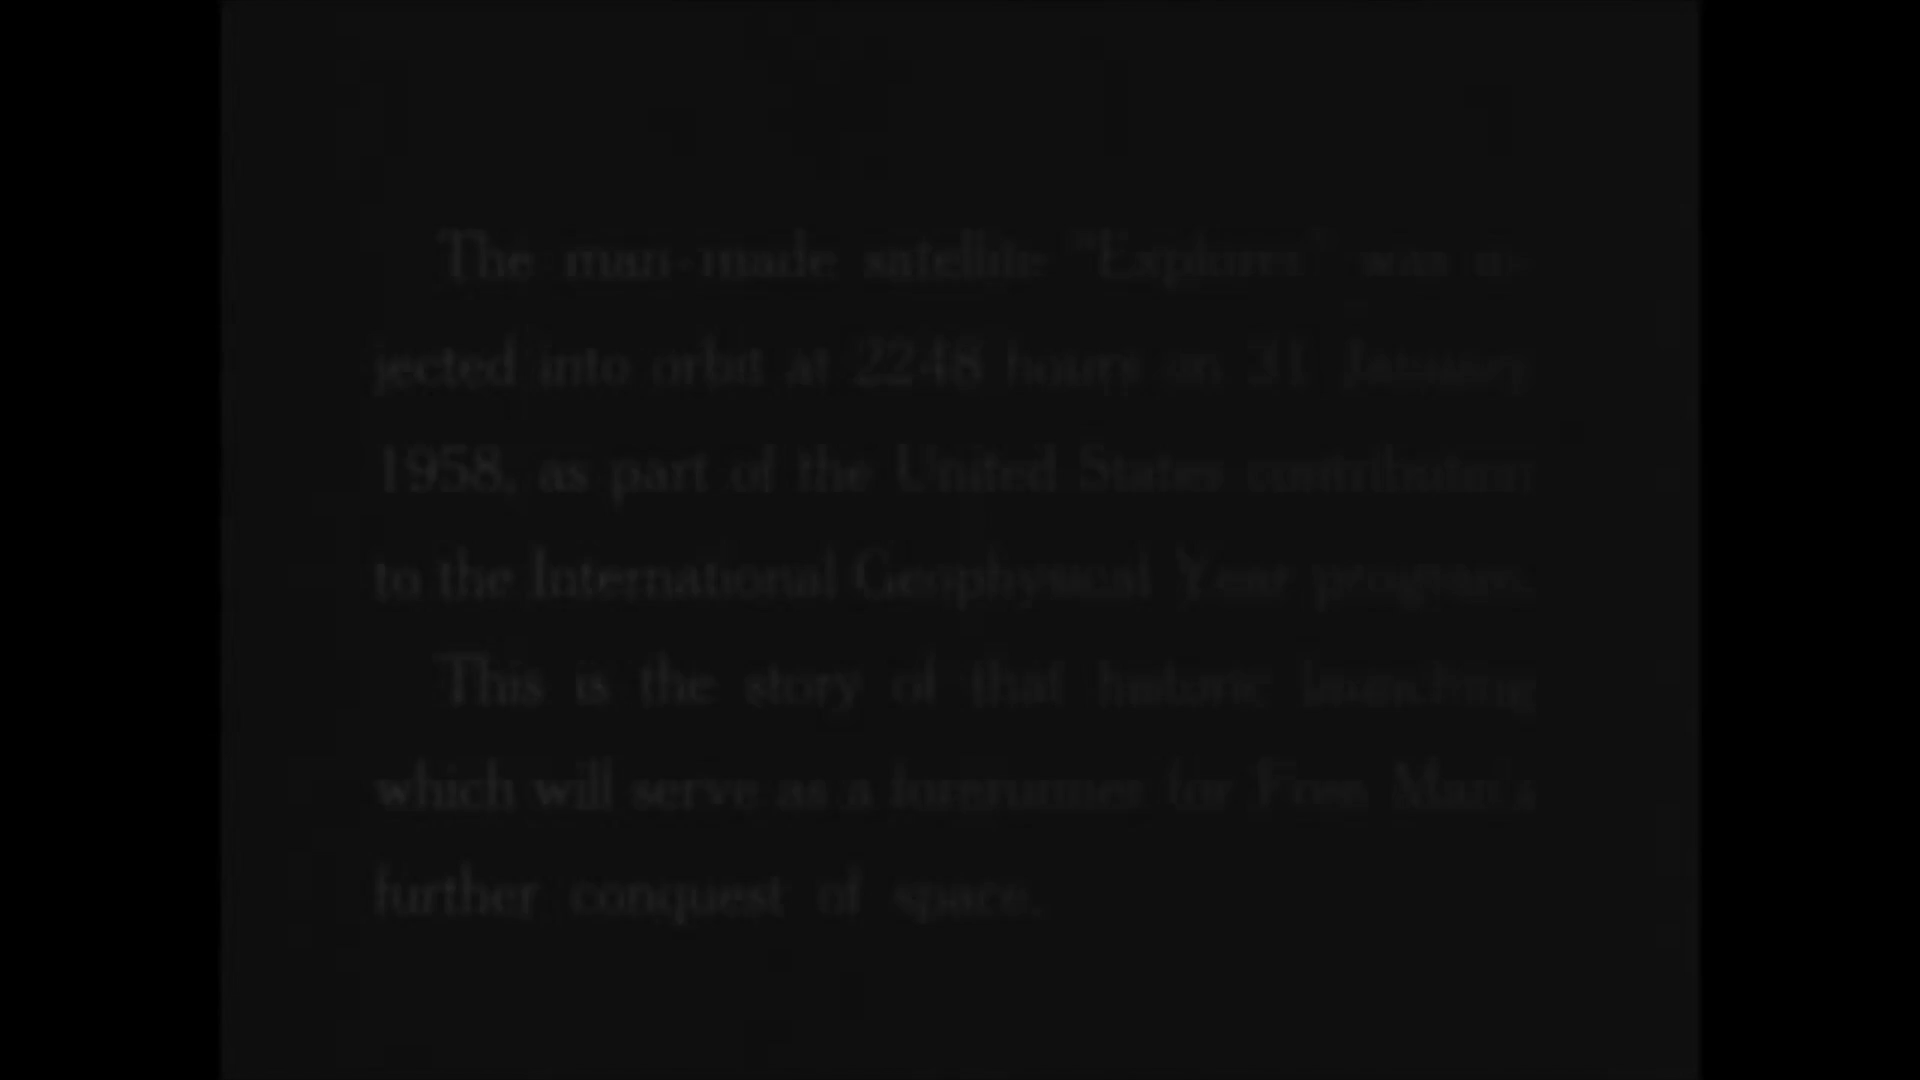 The man-made satellite "Explorer" was in-
jected into orbit at 2248 hours on 31 January
1958, as part of the United States contribution
to the International Geophysical Year program.
This is the story of that historic launching
which will serve as a forerunner for Free Man's
further conquest of space.